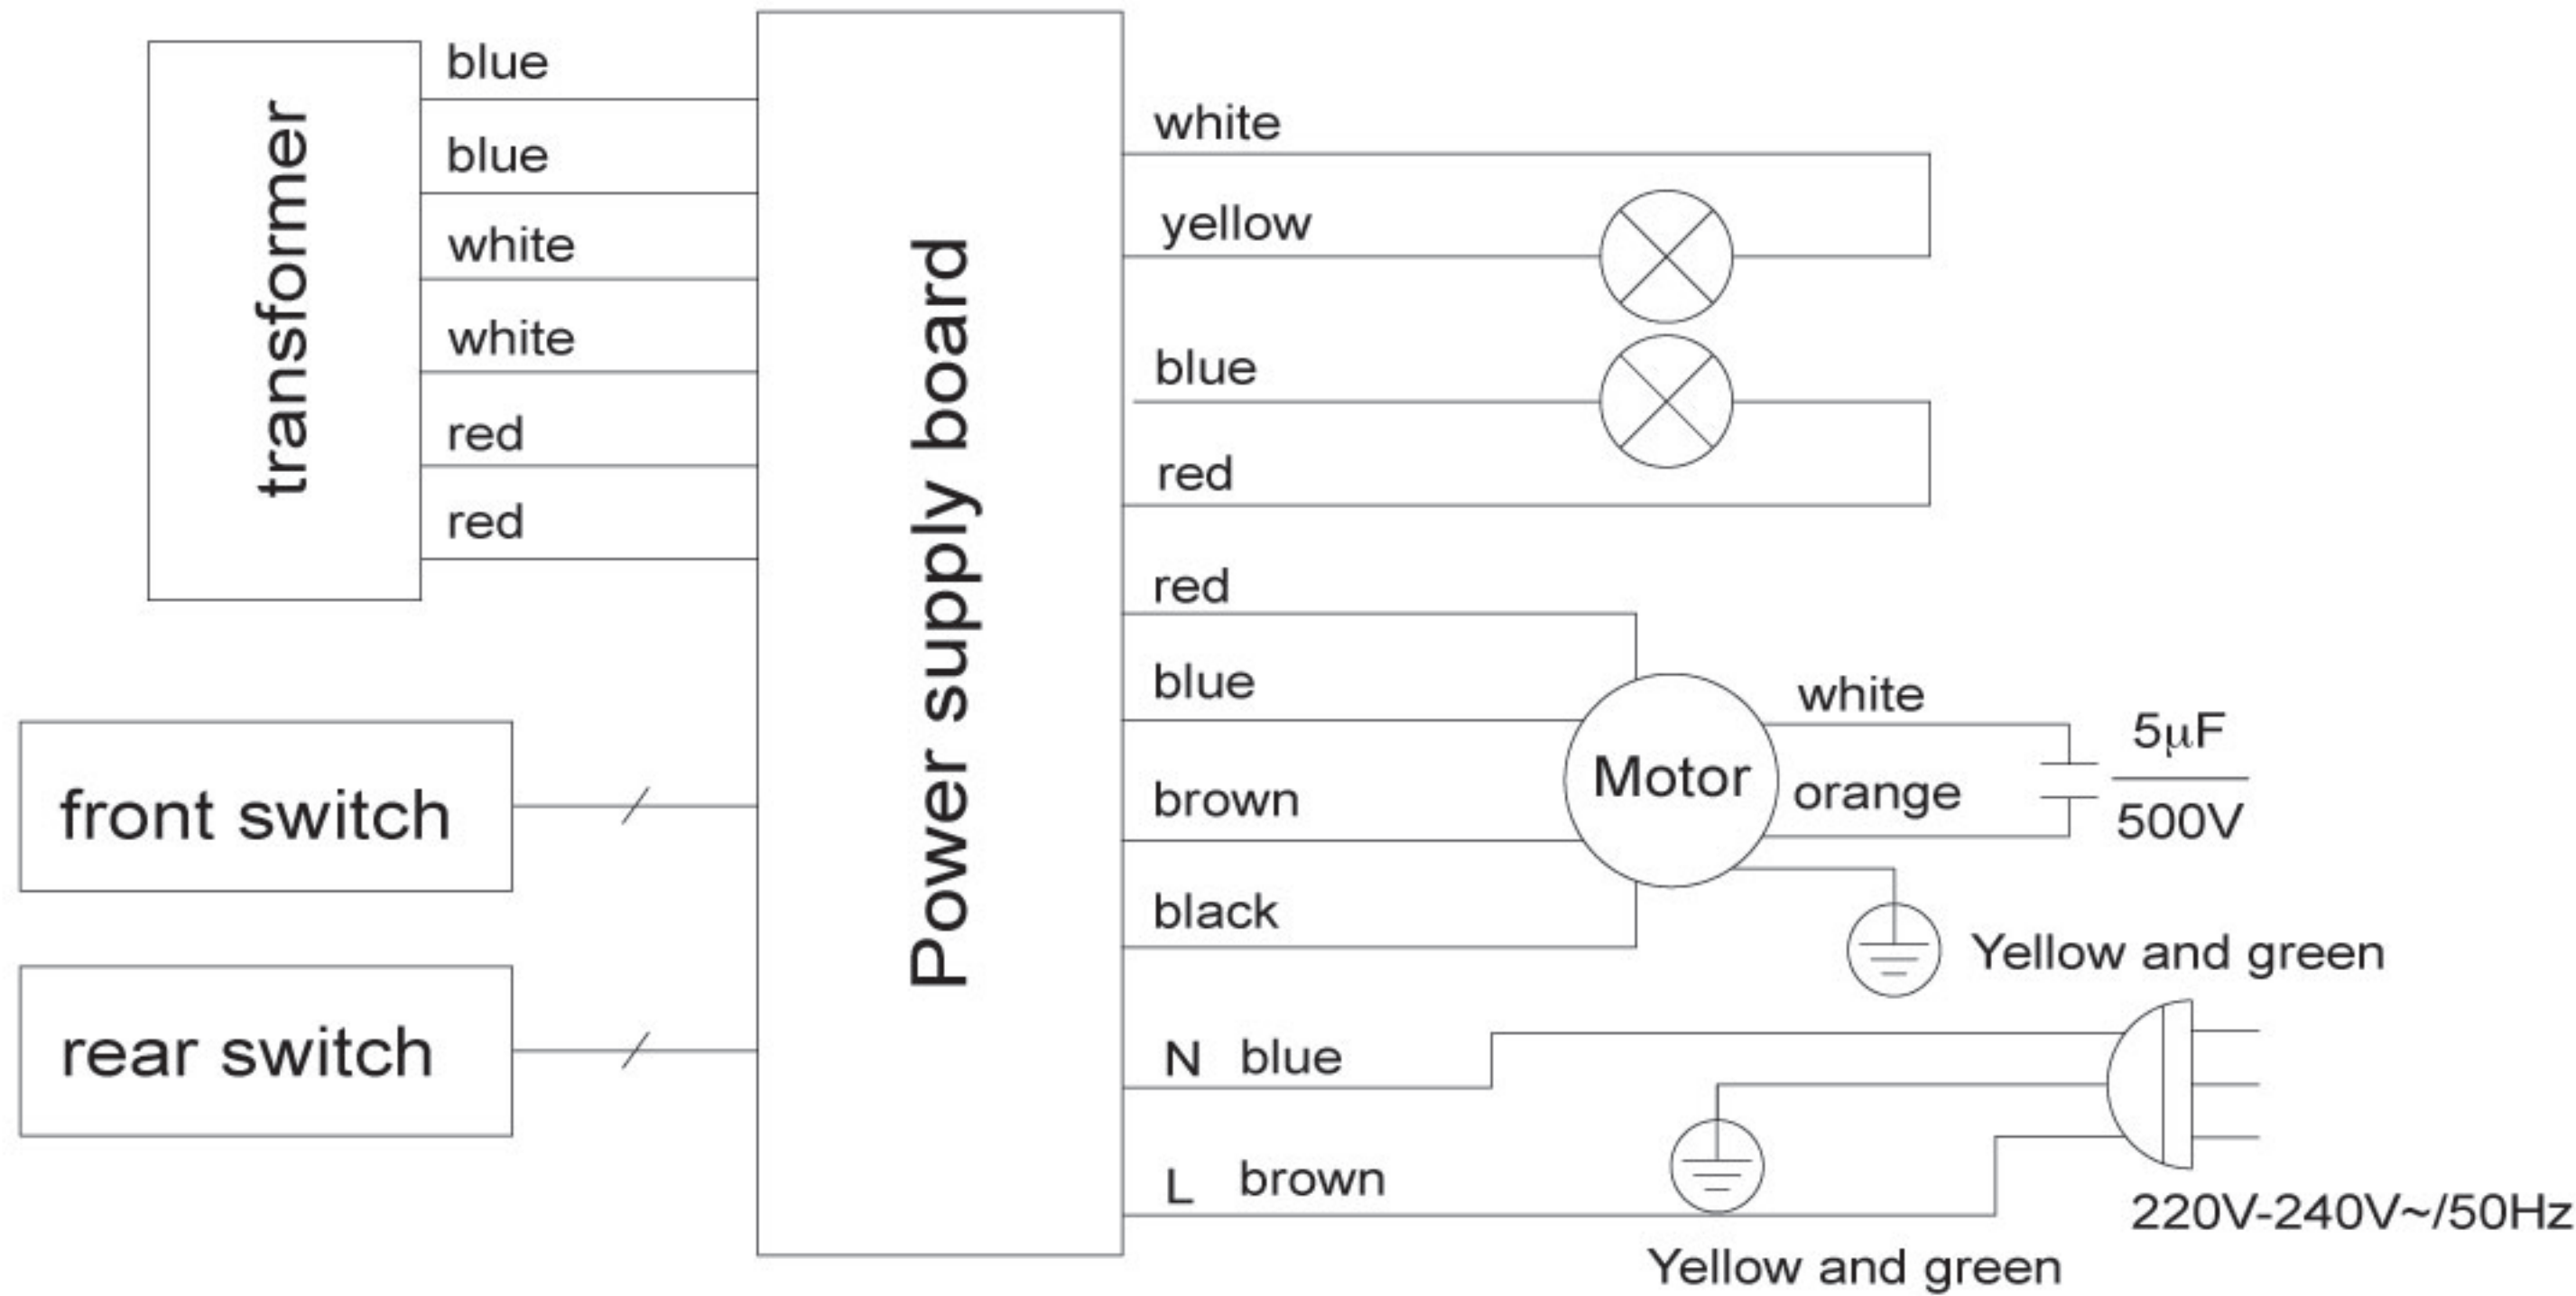 transformer
blue
blue
white
white
red
red
front switch
rear switch
Power supply board
white
yellow
blue
red
red
blue
brown
black
N blue
L brown
Motor
white
orange
5μF
500V
Yellow and green
220V-240V~/50Hz
Yellow and green